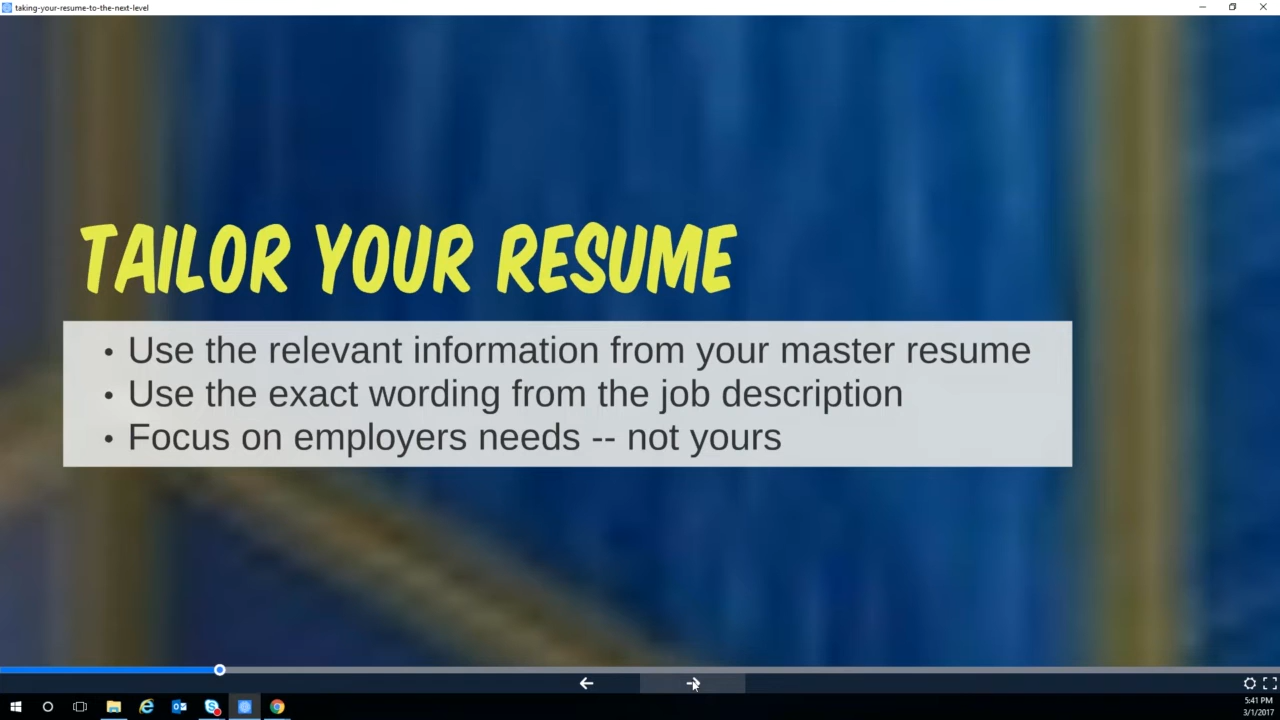 taking-your-resume-to-the-next-level
TAILOR YOUR RESUME
• Use the relevant information from your master resume
• Use the exact wording from the job description
• Focus on employers needs -- not yours
5:41 PM
3/1/2017